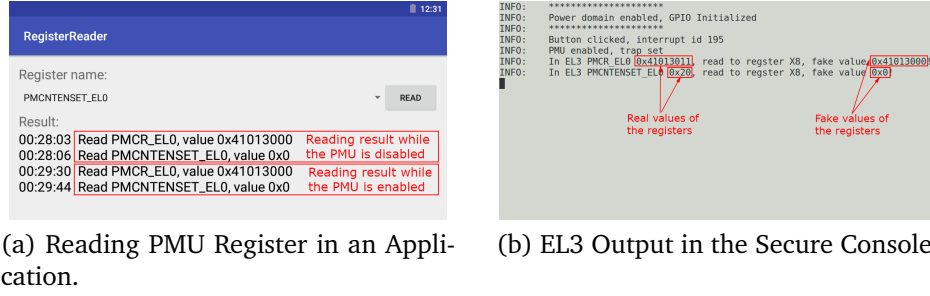 12:31
RegisterReader
Register name:
PMCNTENSET_EL0
READ
Result:
00:28:03 Read PMCR_EL0, value 0x41013000
00:28:06 Read PMCNTENSET_EL0, value 0x0
Reading result while
the PMU is disabled
00:29:30 Read PMCR_EL0, value 0x41013000
00:29:44 Read PMCNTENSET_EL0, value 0x0
Reading result while
the PMU is enabled
(a) Reading PMU Register in an Appli-
cation.
INFO: *********************
INFO: Power domain enabled, GPIO Initialized
INFO: *********************
INFO: Button clicked, interrupt id 195
INFO: PMU enabled, trap set
INFO: In EL3 PMCR_EL0 0x41013011, read to regster X8, fake value 0x41013000!
INFO: In EL3 PMCNTENSET_EL0 0x20, read to regster X8, fake value 0x0!
Real values of
the registers
Fake values of
the registers
(b) EL3 Output in the Secure Console